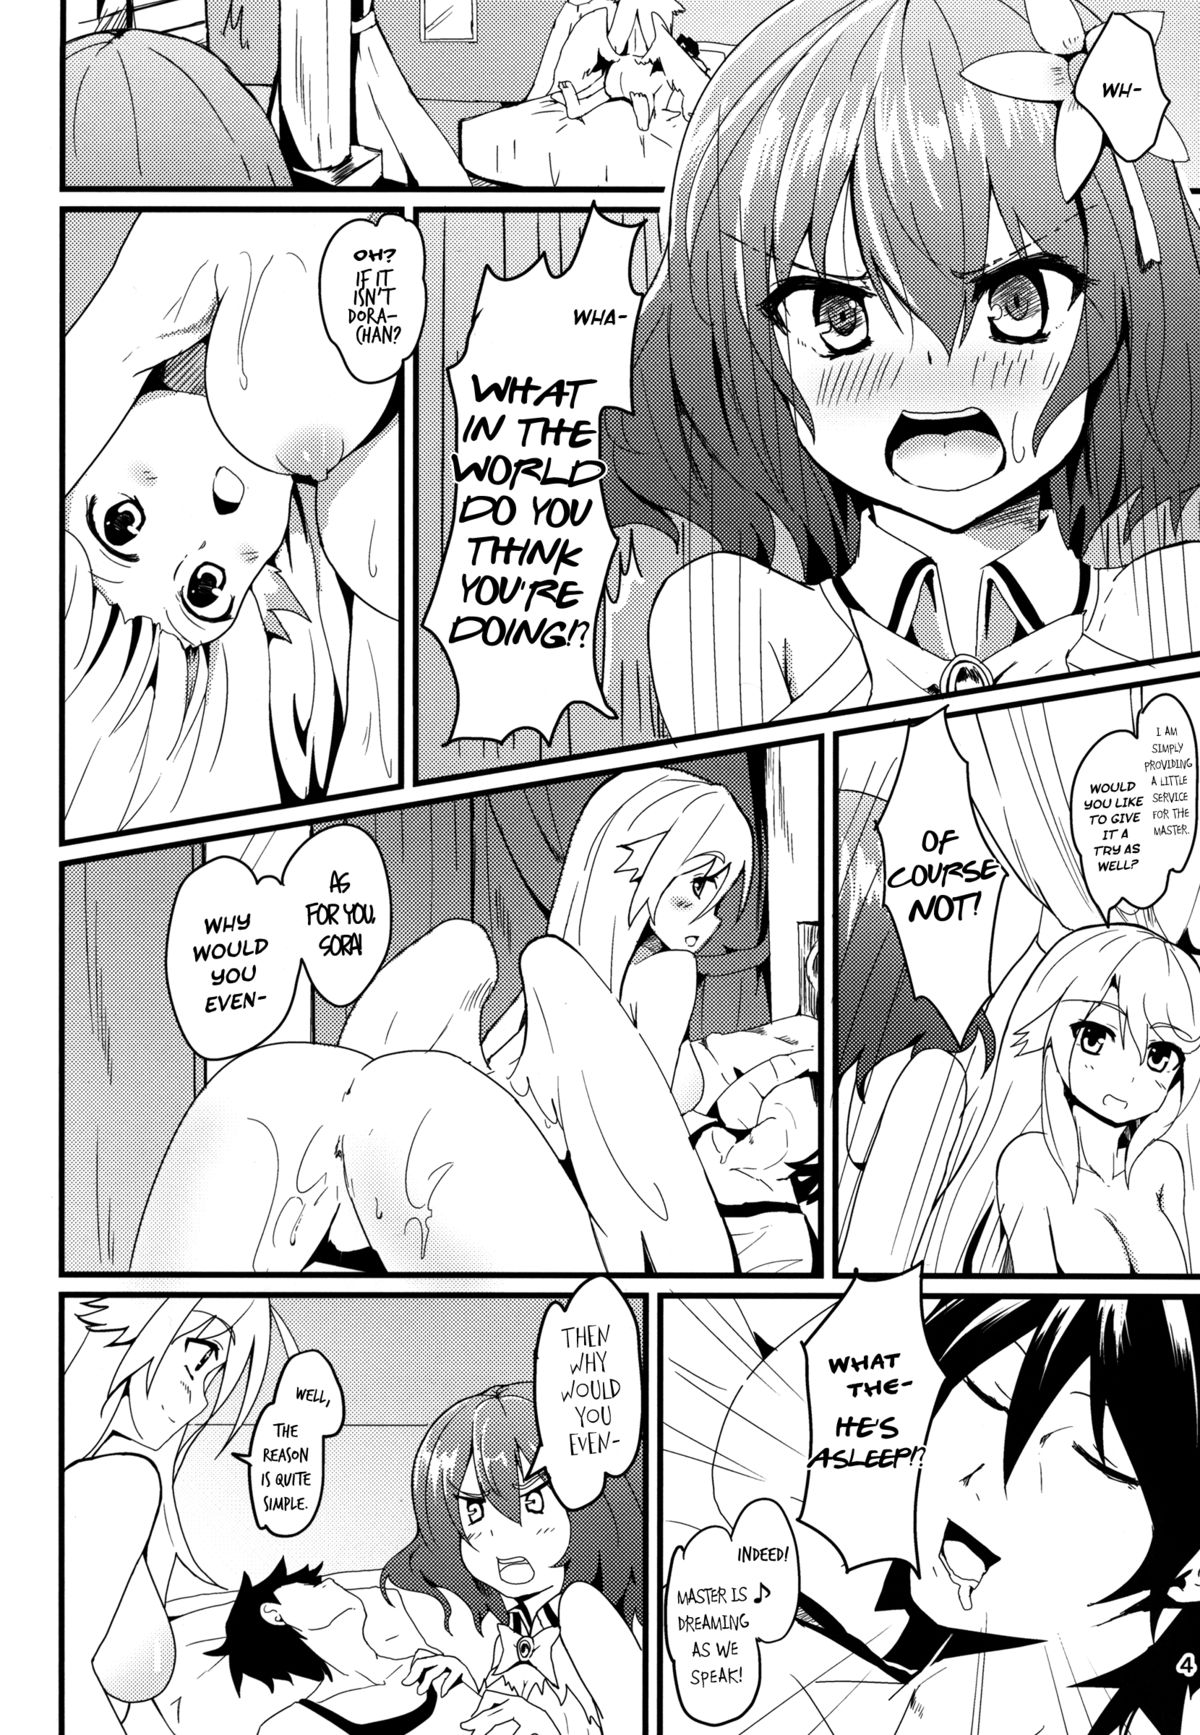 WH-
WHA-
WHAT
IN THE
WORLD
DO YOU
THINK
YOU'RE
DOING!?
OH?
IF IT
ISN'T
DORA-
CHAN?
I AM
SIMPLY
PROVIDING
A LITTLE
SERVICE
FOR THE
MASTER.
WOULD
YOU LIKE
TO GIVE
IT A
TRY AS
WELL?
OF
COURSE
NOT!
AS
FOR YOU,
SORA!
WHY
WOULD
YOU
EVEN-
WHAT
THE-
HE'S
ASLEEP!?
INDEED!
MASTER IS ♪
DREAMING
AS WE
SPEAK!
THEN
WHY
WOULD
YOU
EVEN-
WELL,
THE
REASON
IS QUITE
SIMPLE.
4